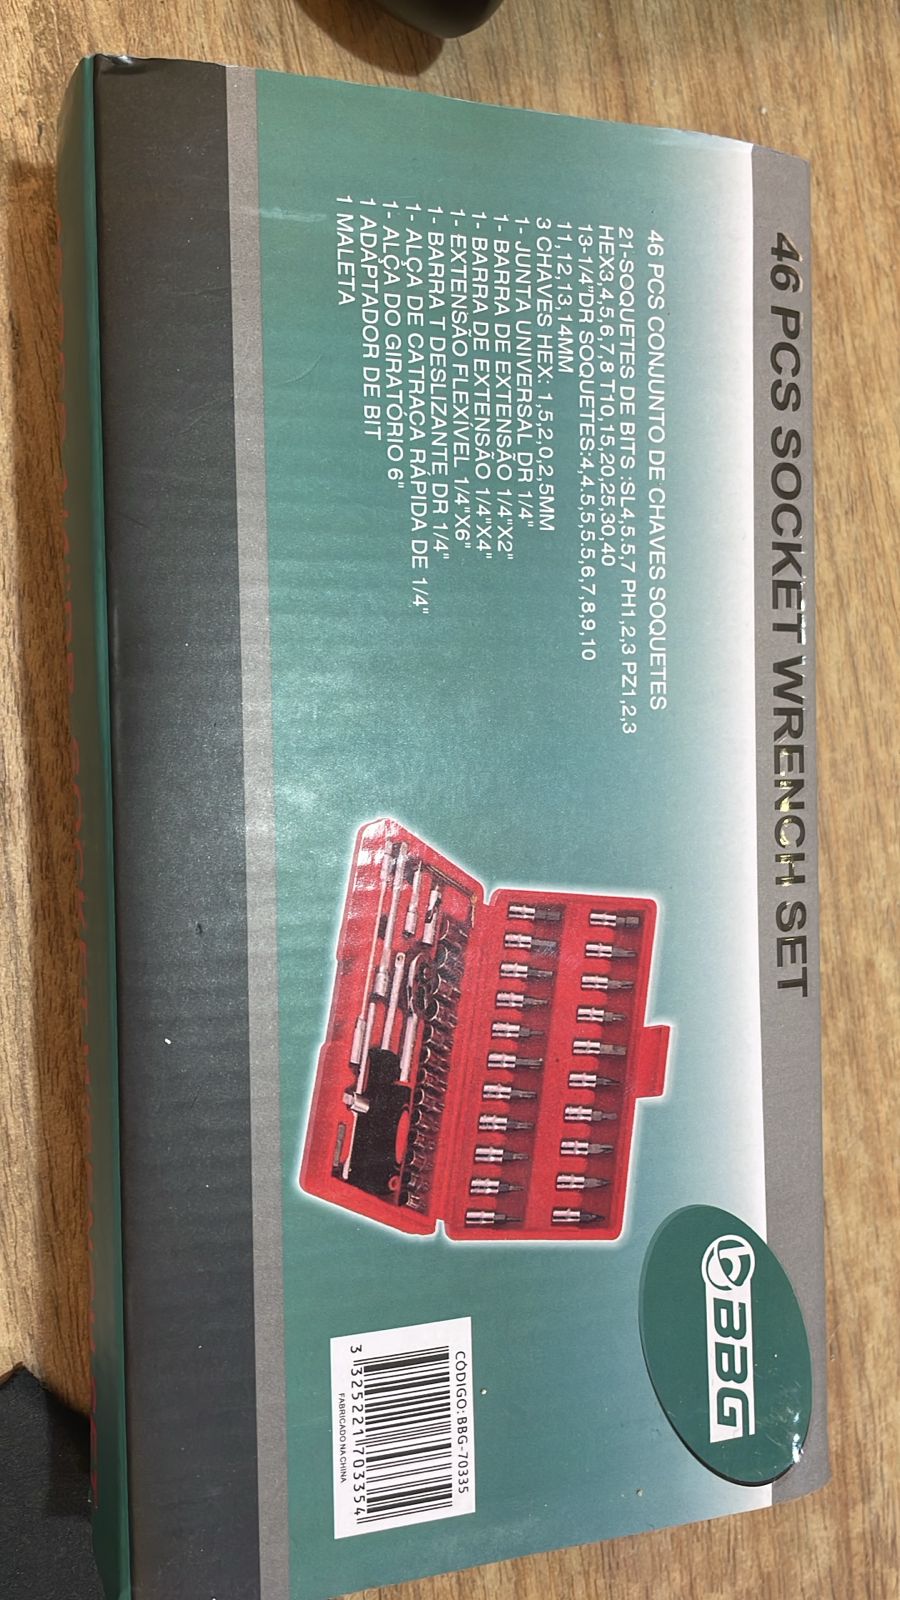 46 PCS SOCKET WRENCH SET
46 PCS CONJUNTO DE CHAVES SOQUETES
21-SOQUETES DE BITS :SL4,5.5,7 PH1,2,3 PZ1,2,3
HEX3,4,5,6,7,8 T10,15,20,25,30,40
13-1/4"DR SOQUETES:4,4.5,5,5.5,6,7,8,9,10
11,12,13,14MM
3 CHAVES HEX: 1,5,2,0,2,5MM
1- JUNTA UNIVERSAL DR 1/4"
1- BARRA DE EXTENSÃO 1/4"X2"
1- BARRA DE EXTENSÃO 1/4"X4"
1- EXTENSÃO FLEXÍVEL 1/4"X6"
1- BARRA T DESLIZANTE DR 1/4"
1- ALÇA DE CATRACA RÁPIDA DE 1/4"
1- ALÇA DO GIRATÓRIO 6"
1 ADAPTADOR DE BIT
1 MALETA
BBG
CÓDIGO: BBG-70335
3 325221 703354
FABRICADO NA CHINA